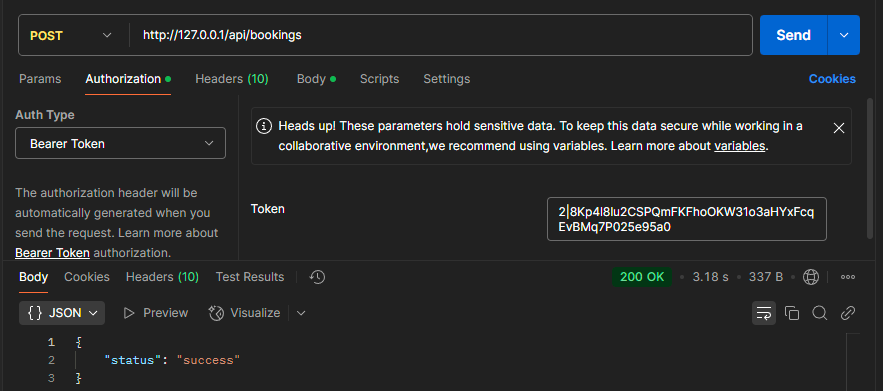 POST http://127.0.0.1/api/bookings Send
Params Authorization Headers (10) Body Scripts Settings Cookies
Auth Type
Bearer Token
The authorization header will be
automatically generated when you
send the request. Learn more about
Bearer Token authorization.
Heads up! These parameters hold sensitive data. To keep this data secure while working in a
collaborative environment,we recommend using variables. Learn more about variables.
Token
2|8Kp4l8lu2CSPQmFKFhoOKW31o3aHYxFcq
EvBMq7P025e95a0
Body Cookies Headers (10) Test Results 200 OK 3.18 s 337 B
{} JSON Preview Visualize
1 {
2 "status": "success"
3 }